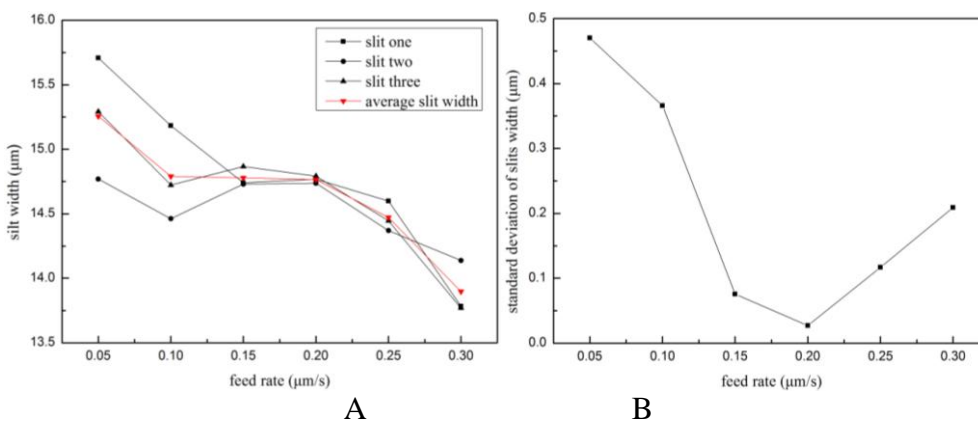 16.0
15.5
15.0
14.5
14.0
13.5
silt width (μm)
slit one
slit two
slit three
average slit width
0.05 0.10 0.15 0.20 0.25 0.30
feed rate (μm/s)
A
0.5
0.4
0.3
0.2
0.1
0.0
standard deviation of slits width (μm)
0.05 0.10 0.15 0.20 0.25 0.30
feed rate (μm/s)
B